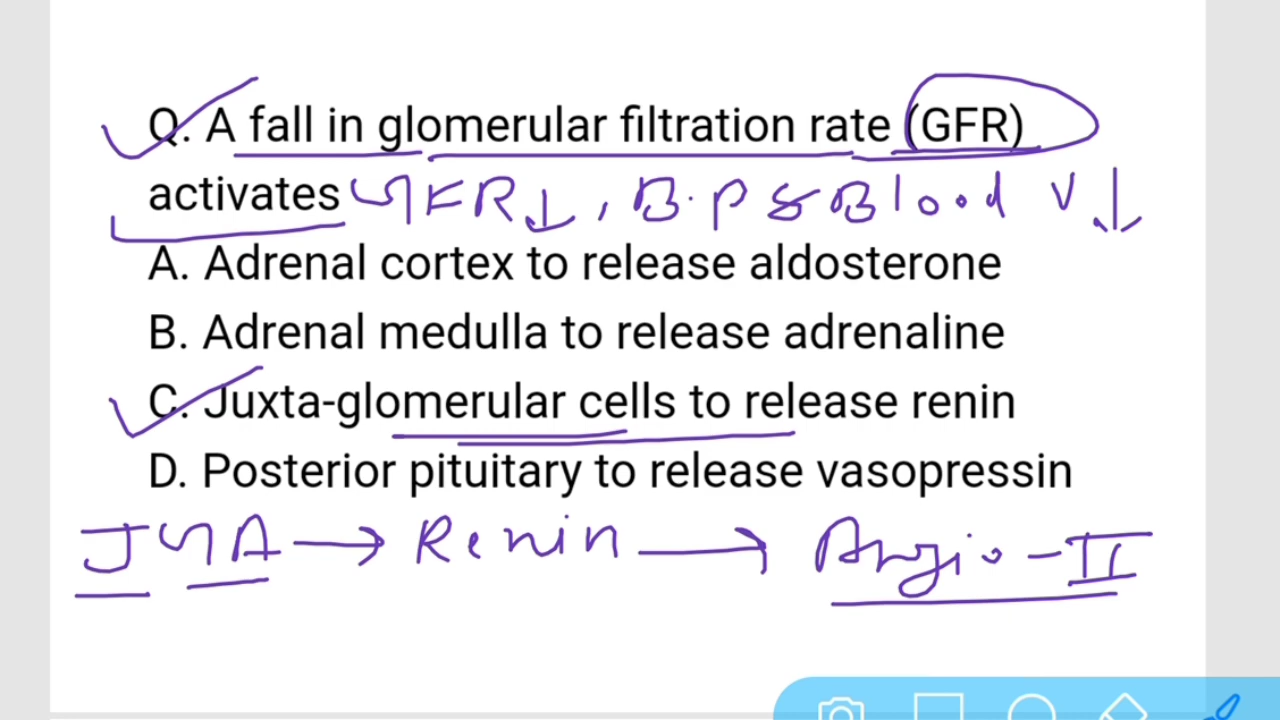 Q. A fall in glomerular filtration rate (GFR)
activates GFR↓, B.P & Blood V↓
A. Adrenal cortex to release aldosterone
B. Adrenal medulla to release adrenaline
C. Juxta-glomerular cells to release renin
D. Posterior pituitary to release vasopressin
JGA → Renin → Angio-II